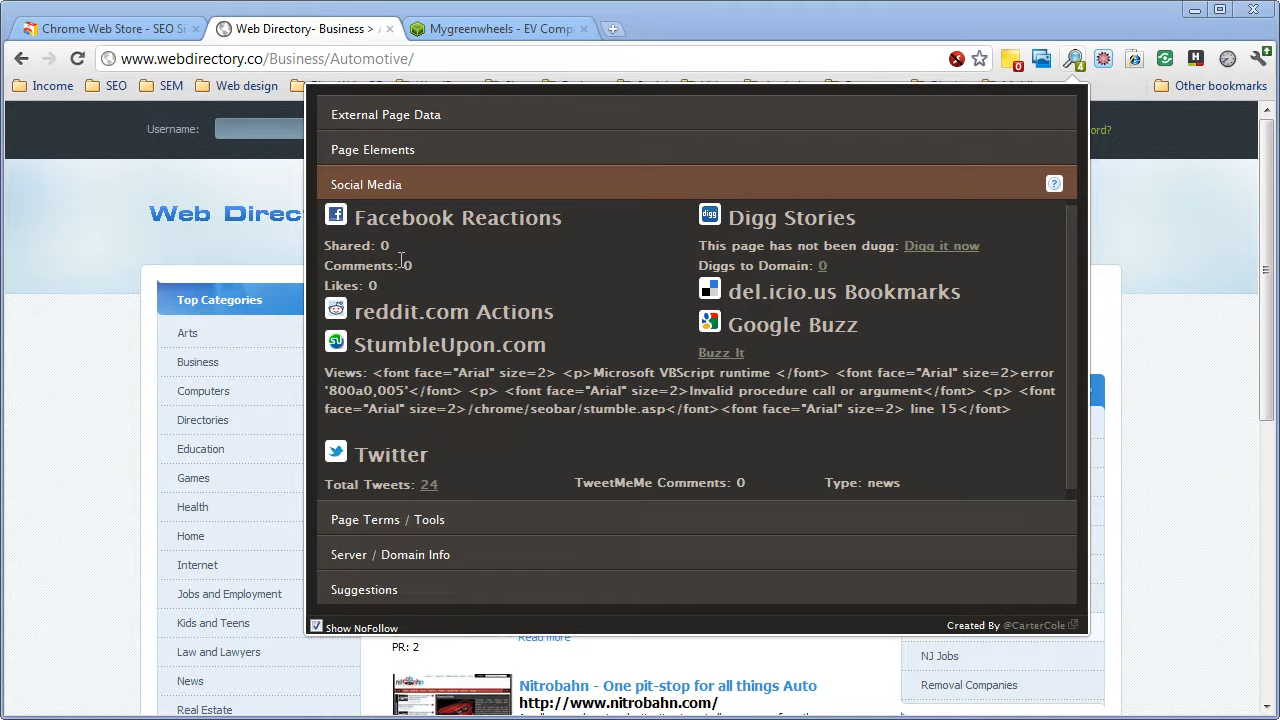 Chrome Web Store - SEO Si
Web Directory- Business > A
Mygreenwheels - EV Comp
www.webdirectory.co/Business/Automotive/
0
4
H
Income
SEO
SEM
Web design
Other bookmarks
Username:
ord?
Web Direc
External Page Data
Page Elements
Social Media
?
Facebook Reactions
Shared: 0
Comments: 0
Likes: 0
reddit.com Actions
StumbleUpon.com
digg
Digg Stories
This page has not been dugg: Digg it now
Diggs to Domain: 0
del.icio.us Bookmarks
Google Buzz
Buzz It
Views: <font face="Arial" size=2> <p>Microsoft VBScript runtime </font> <font face="Arial" size=2>error
'800a0,005'</font> <p> <font face="Arial" size=2>Invalid procedure call or argument</font> <p> <font
face="Arial" size=2>/chrome/seobar/stumble.asp</font><font face="Arial" size=2> line 15</font>
Twitter
Total Tweets: 24
TweetMeMe Comments: 0
Type: news
Page Terms / Tools
Server / Domain Info
Suggestions
Show NoFollow
Created By @CarterCole
Top Categories
Arts
Business
Computers
Directories
Education
Games
Health
Home
Internet
Jobs and Employment
Kids and Teens
Law and Lawyers
News
Real Estate
Read more
PR: 2
Nitrobahn - One pit-stop for all things Auto
http://www.nitrobahn.com/
NJ Jobs
Removal Companies